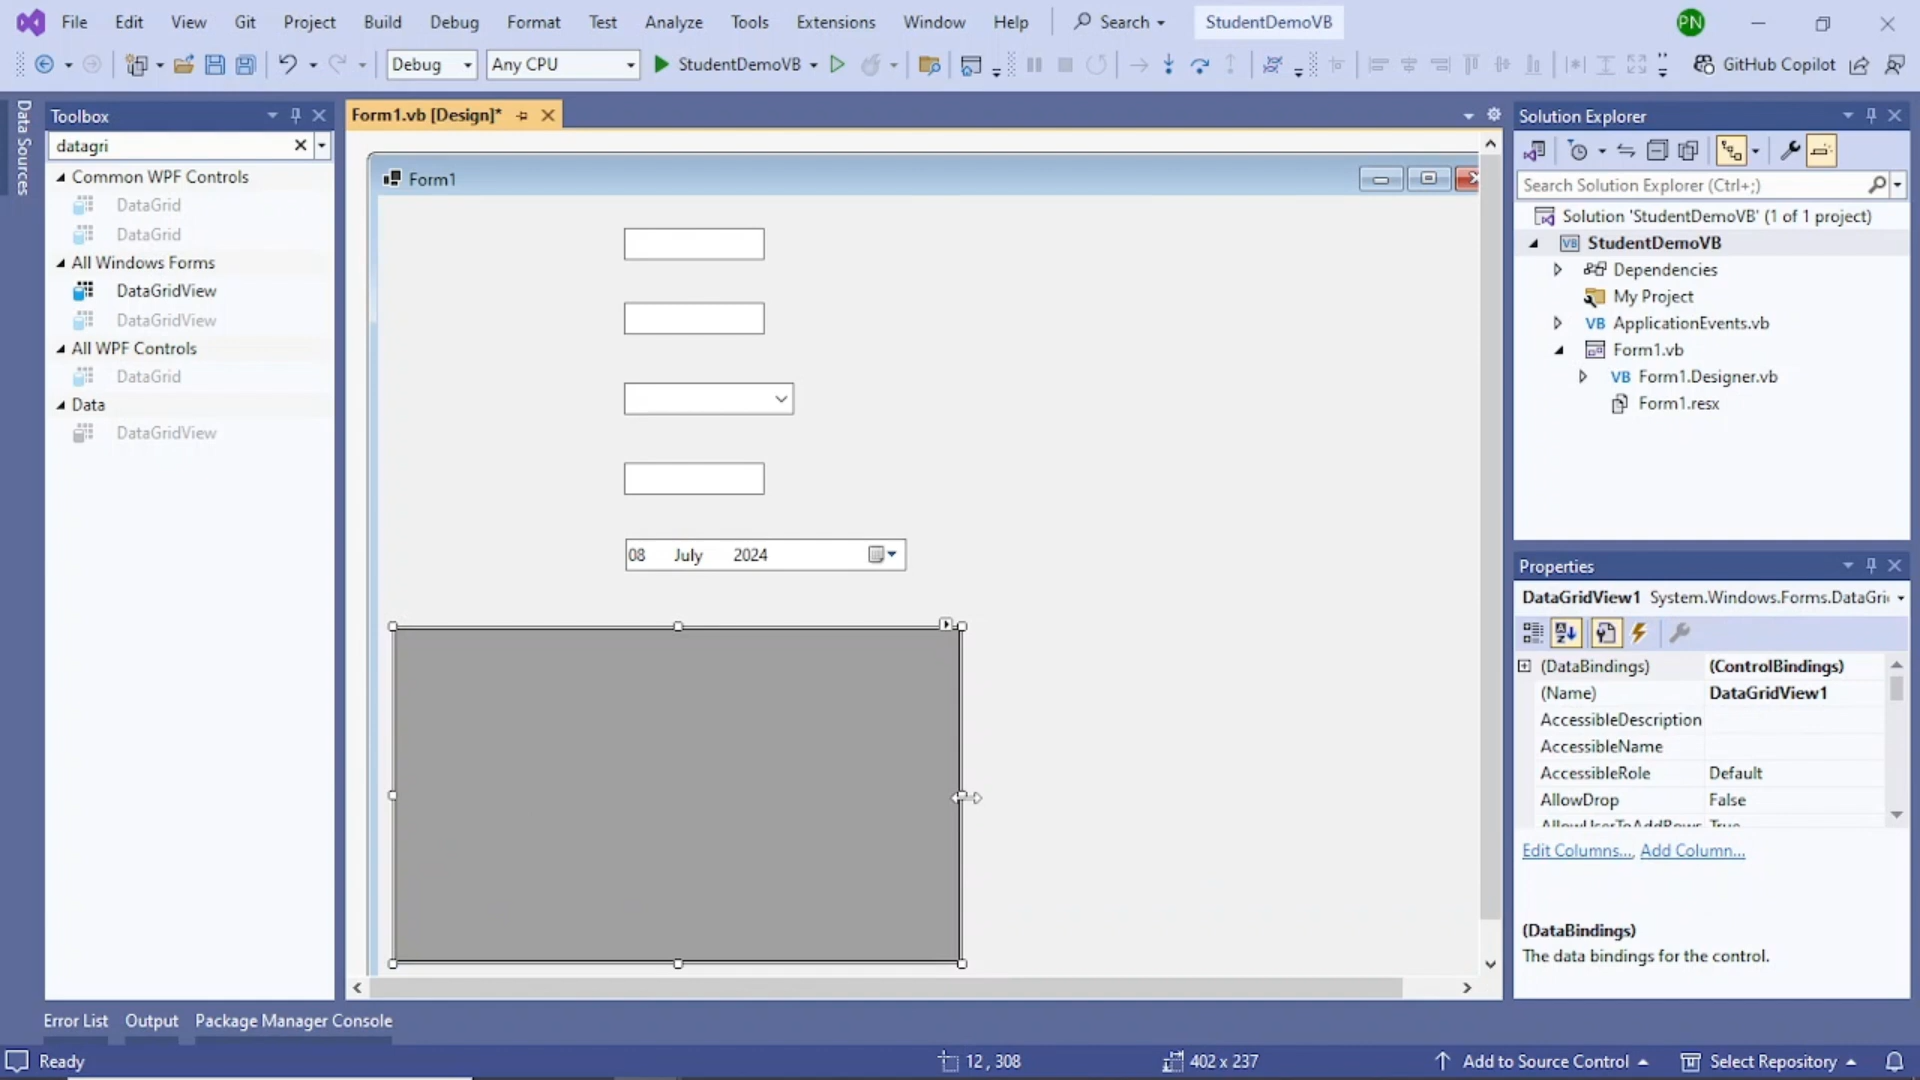 File Edit View Git Project Build Debug Format Test Analyze Tools Extensions Window Help Search StudentDemoVB PN
Debug Any CPU StudentDemoVB GitHub Copilot
Data Sources
Toolbox
datagri
Common WPF Controls
DataGrid
DataGrid
All Windows Forms
DataGridView
DataGridView
All WPF Controls
DataGrid
Data
DataGridView
Form1.vb [Design]*
Form1
08 July 2024
Solution Explorer
Search Solution Explorer (Ctrl+;)
Solution 'StudentDemoVB' (1 of 1 project)
VB StudentDemoVB
Dependencies
My Project
VB ApplicationEvents.vb
Form1.vb
VB Form1.Designer.vb
Form1.resx
Properties
DataGridView1 System.Windows.Forms.DataGri
(DataBindings) (ControlBindings)
(Name) DataGridView1
AccessibleDescription
AccessibleName
AccessibleRole Default
AllowDrop False
AllowUserToAddRows True
Edit Columns..., Add Column...
(DataBindings)
The data bindings for the control.
Error List Output Package Manager Console
Ready 12 , 308 402 x 237 Add to Source Control Select Repository